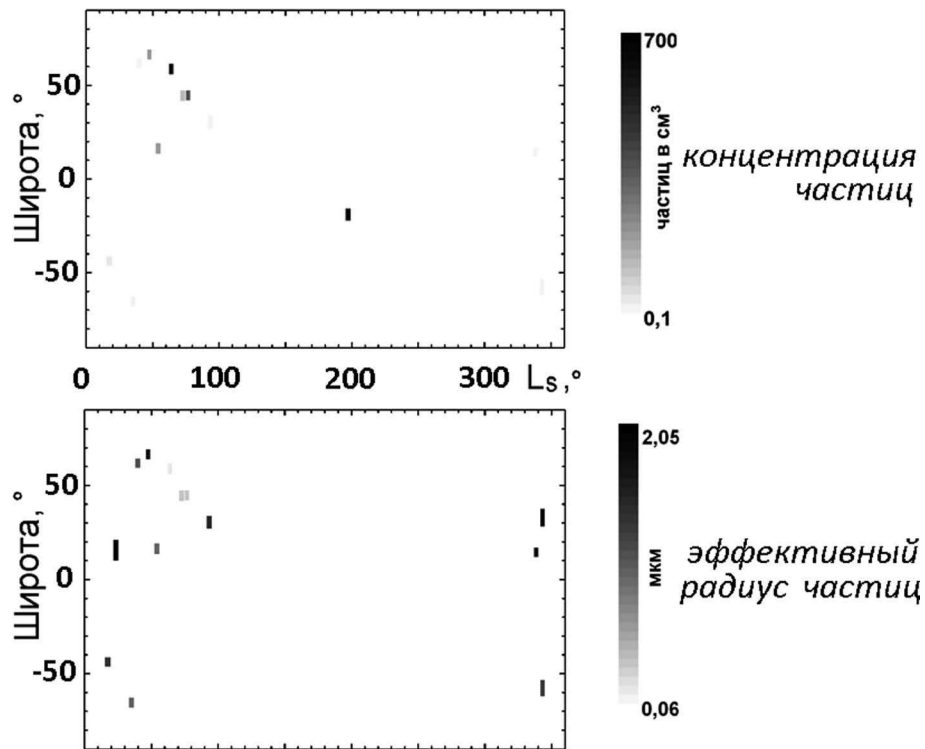 Широта,°
50
0
-50
700
частиц в см³
0,1
концентрация
частиц
0 100 200 300 Ls,°
Широта,°
50
0
-50
2,05
мкм
0,06
эффективный
радиус частиц